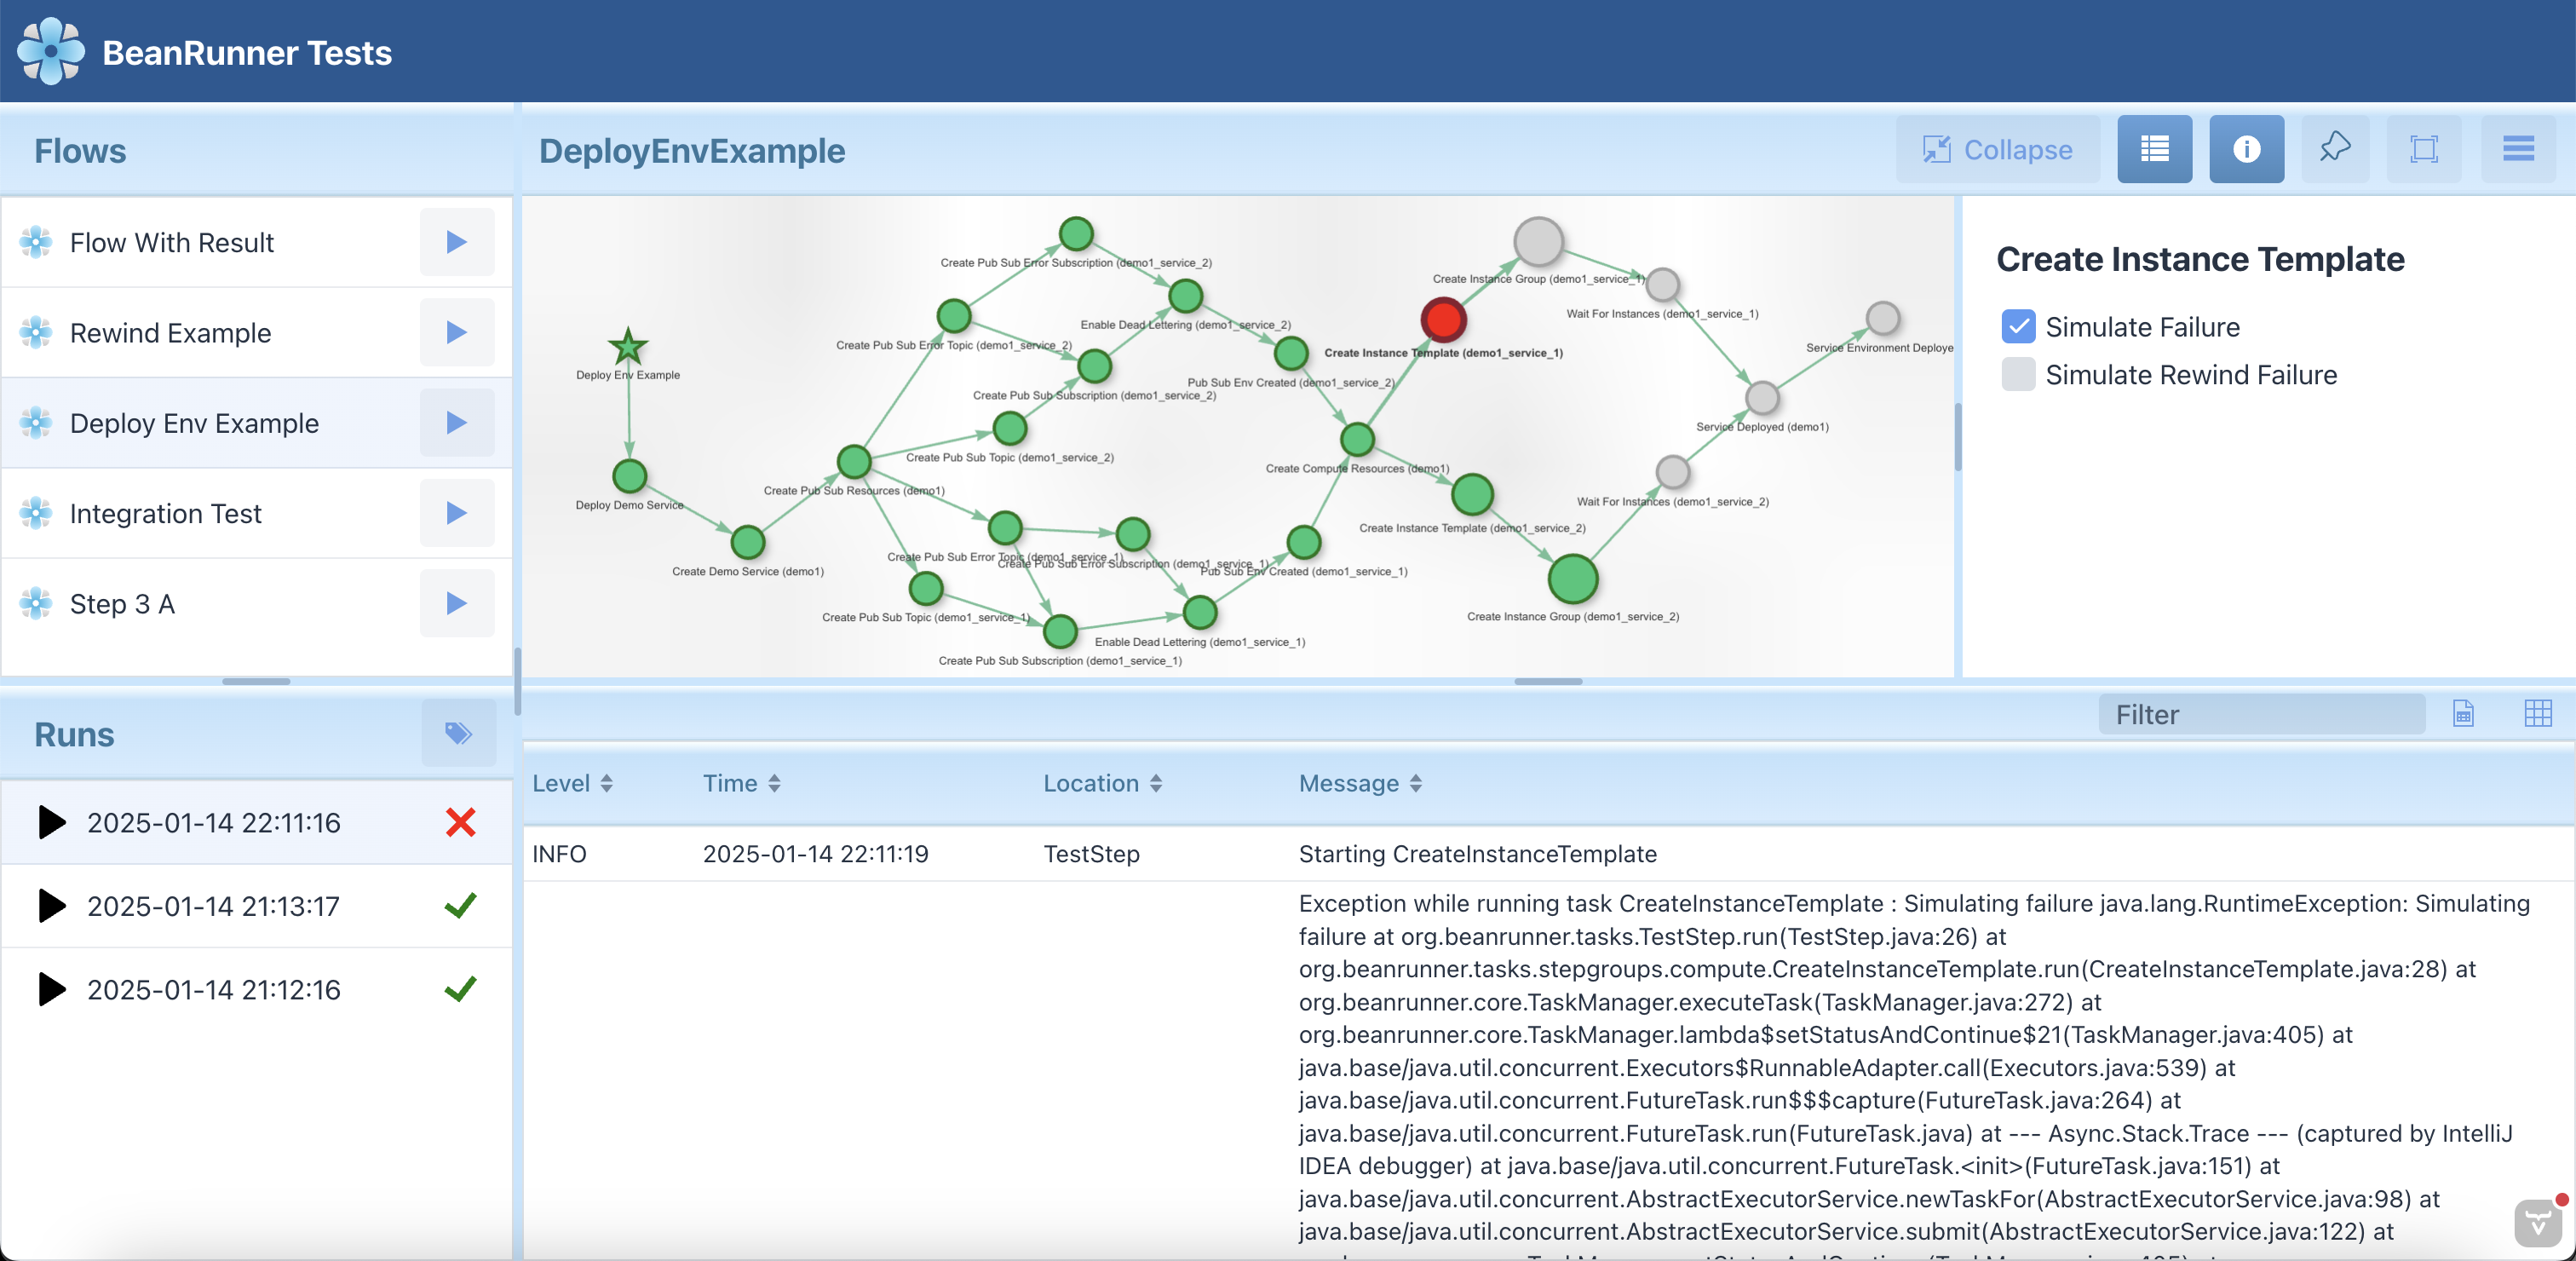 BeanRunner Tests
Flows
Flow With Result
Rewind Example
Deploy Env Example
Integration Test
Step 3 A
Runs
2025-01-14 22:11:16
2025-01-14 21:13:17
2025-01-14 21:12:16
DeployEnvExample
Collapse
Create Pub Sub Error Subscription (demo1_service_2)
Create Instance Group (demo1_service_1)
Wait For Instances (demo1_service_1)
Enable Dead Lettering (demo1_service_2)
Create Pub Sub Error Topic (demo1_service_2)
Service Environment Deploye
Create Instance Template (demo1_service_1)
Deploy Env Example
Pub Sub Env Created (demo1_service_2)
Create Pub Sub Subscription (demo1_service_2)
Service Deployed (demo1)
Create Pub Sub Topic (demo1_service_2)
Create Compute Resources (demo1)
Create Pub Sub Resources (demo1)
Wait For Instances (demo1_service_2)
Deploy Demo Service
Create Instance Template (demo1_service_2)
Create Pub Sub Error Topic (demo1_service_1)
Create Pub Sub Error Subscription (demo1_service_1)
Create Demo Service (demo1)
Pub Sub Env Created (demo1_service_1)
Create Pub Sub Topic (demo1_service_1)
Create Instance Group (demo1_service_2)
Enable Dead Lettering (demo1_service_1)
Create Pub Sub Subscription (demo1_service_1)
Create Instance Template
Simulate Failure
Simulate Rewind Failure
Filter
Level Time Location Message
INFO 2025-01-14 22:11:19 TestStep Starting CreateInstanceTemplate
Exception while running task CreateInstanceTemplate : Simulating failure java.lang.RuntimeException: Simulating
failure at org.beanrunner.tasks.TestStep.run(TestStep.java:26) at
org.beanrunner.tasks.stepgroups.compute.CreateInstanceTemplate.run(CreateInstanceTemplate.java:28) at
org.beanrunner.core.TaskManager.executeTask(TaskManager.java:272) at
org.beanrunner.core.TaskManager.lambda$setStatusAndContinue$21(TaskManager.java:405) at
java.base/java.util.concurrent.Executors$RunnableAdapter.call(Executors.java:539) at
java.base/java.util.concurrent.FutureTask.run$$$capture(FutureTask.java:264) at
java.base/java.util.concurrent.FutureTask.run(FutureTask.java) at --- Async.Stack.Trace --- (captured by IntelliJ
IDEA debugger) at java.base/java.util.concurrent.FutureTask.<init>(FutureTask.java:151) at
java.base/java.util.concurrent.AbstractExecutorService.newTaskFor(AbstractExecutorService.java:98) at
java.base/java.util.concurrent.AbstractExecutorService.submit(AbstractExecutorService.java:122) at